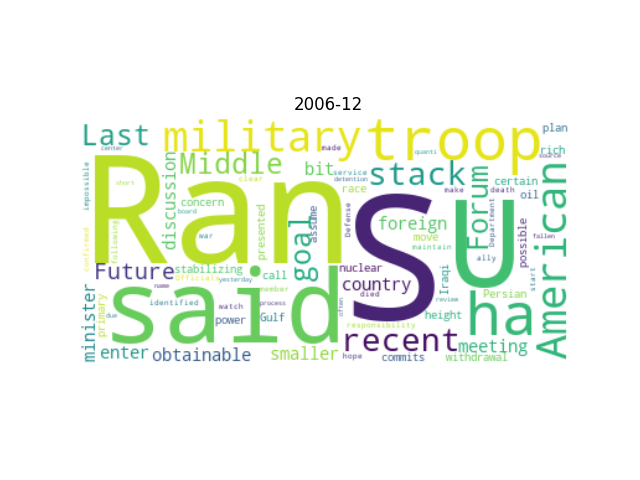 2006-12
Last military troop plan
center made quanti rich source
Middle bit service detention stack certain
impossible discussion clear race make death oil
Ran S u Forum American
short concern presented goal assume Defense foreign Department possible
confirmed following board war move ally fallen
maintain
Future stabilizing call nuclear Iraqi start
name Officials yesterday member country Persian
minister primary said identified watch process died often review ha
due power Gulf responsibility height
recent meeting
enter obtainable smaller hope commits withdrawal